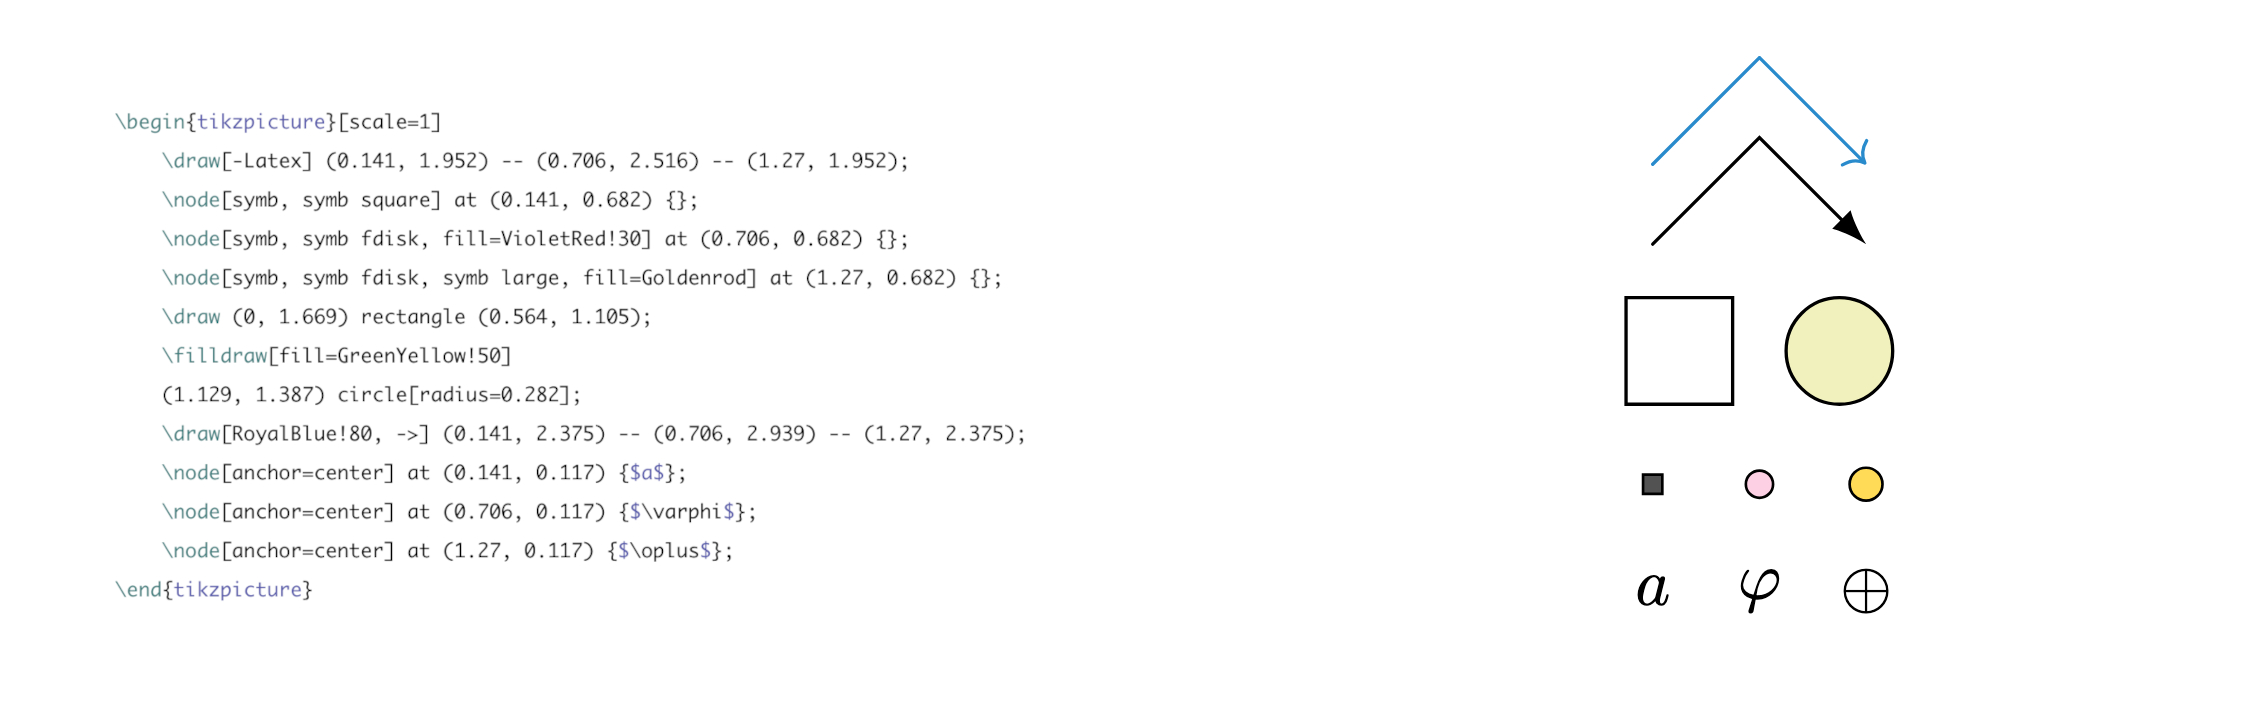 \begin{tikzpicture}[scale=1]
\draw[-Latex] (0.141, 1.952) -- (0.706, 2.516) -- (1.27, 1.952);
\node[symb, symb square] at (0.141, 0.682) {};
\node[symb, symb fdisk, fill=VioletRed!30] at (0.706, 0.682) {};
\node[symb, symb fdisk, symb large, fill=Goldenrod] at (1.27, 0.682) {};
\draw (0, 1.669) rectangle (0.564, 1.105);
\filldraw[fill=GreenYellow!50]
(1.129, 1.387) circle[radius=0.282];
\draw[RoyalBlue!80, ->] (0.141, 2.375) -- (0.706, 2.939) -- (1.27, 2.375);
\node[anchor=center] at (0.141, 0.117) {$a$};
\node[anchor=center] at (0.706, 0.117) {$\varphi$};
\node[anchor=center] at (1.27, 0.117) {$\oplus$};
\end{tikzpicture}
a φ ⊕